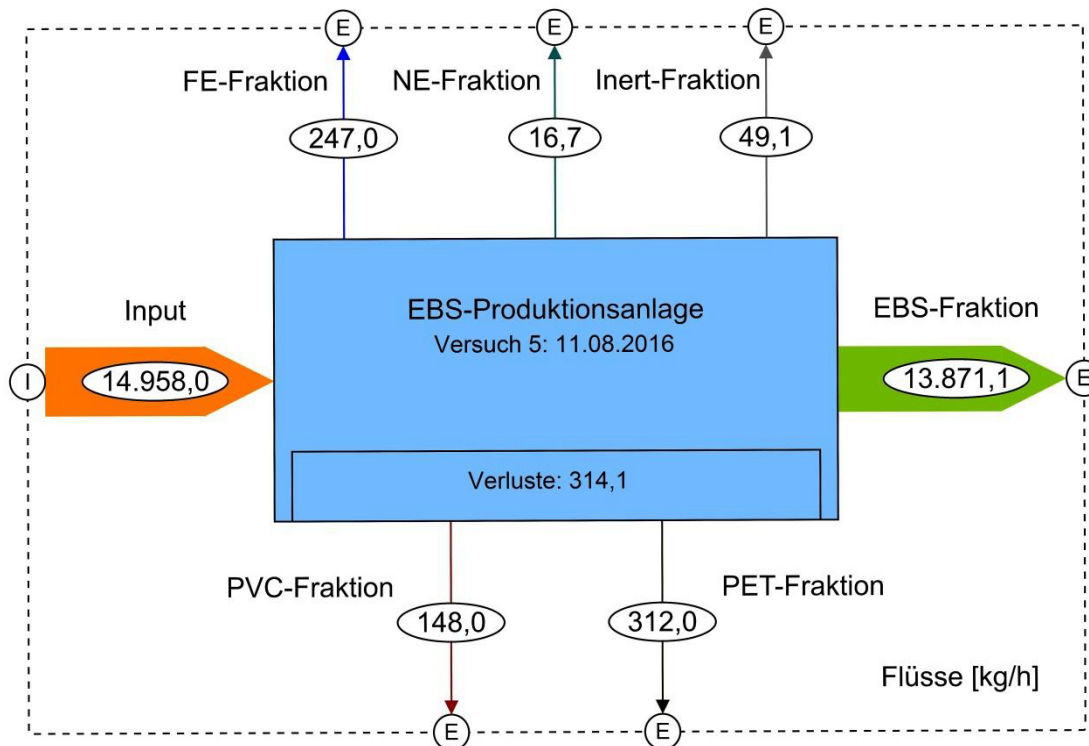 E
E
E
FE-Fraktion
NE-Fraktion
Inert-Fraktion
247,0
16,7
49,1
Input
EBS-Produktionsanlage
Versuch 5: 11.08.2016
EBS-Fraktion
I
14.958,0
13.871,1
E
Verluste: 314,1
PVC-Fraktion
PET-Fraktion
148,0
312,0
Flüsse [kg/h]
E
E